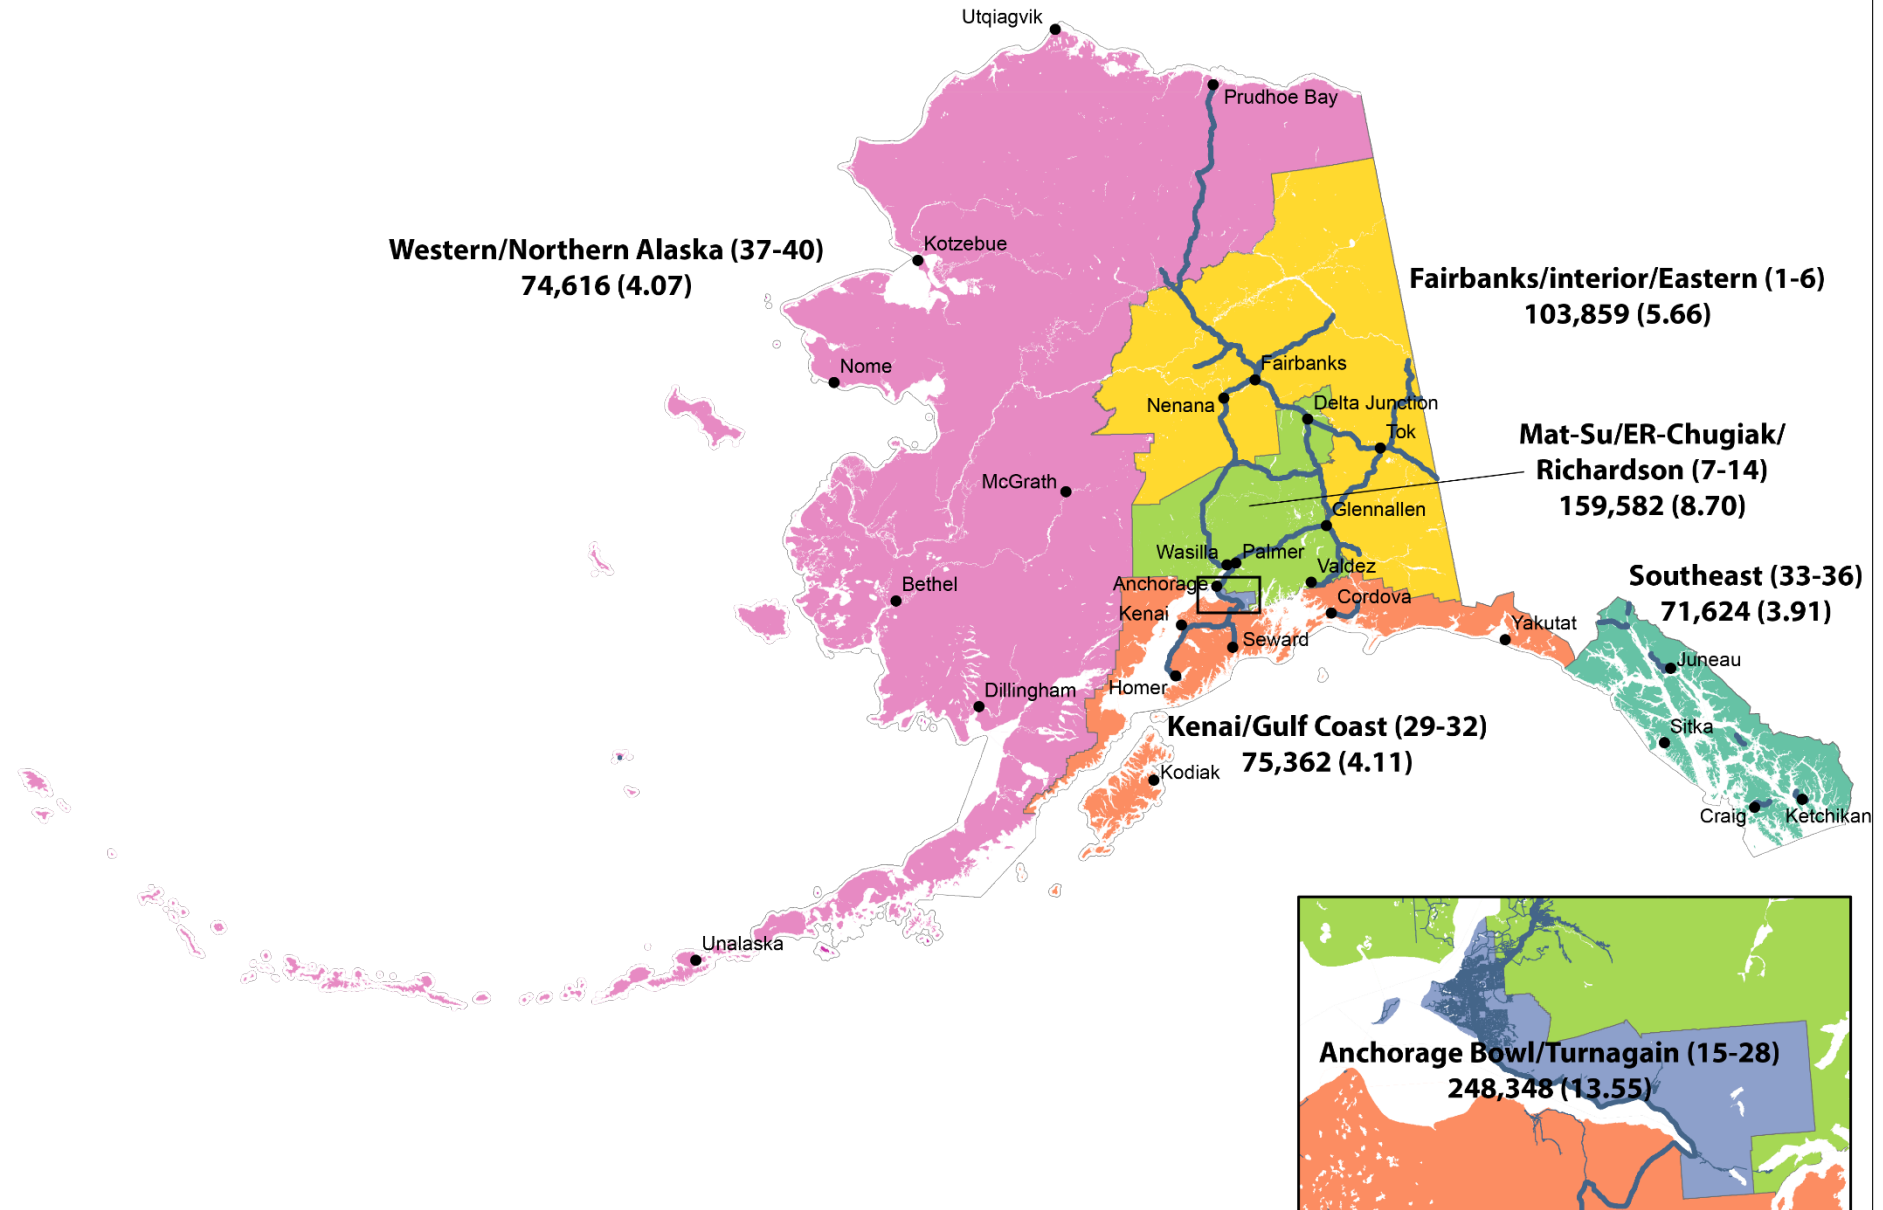 Utqiagvik
Prudhoe Bay
Western/Northern Alaska (37-40)
74,616 (4.07)
Kotzebue
Fairbanks/interior/Eastern (1-6)
103,859 (5.66)
Nome
Fairbanks
Nenana
Delta Junction
Tok
Mat-Su/ER-Chugiak/
Richardson (7-14)
159,582 (8.70)
McGrath
Glennallen
Wasilla
Palmer
Valdez
Anchorage
Bethel
Cordova
Kenai
Seward
Yakutat
Southeast (33-36)
71,624 (3.91)
Juneau
Homer
Dillingham
Kenai/Gulf Coast (29-32)
75,362 (4.11)
Kodiak
Sitka
Craig
Ketchikan
Unalaska
Anchorage Bowl/Turnagain (15-28)
248,348 (13.55)